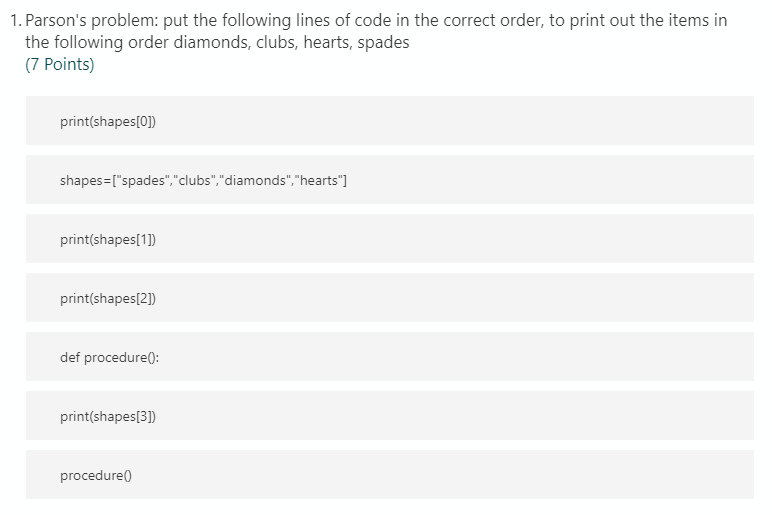 1. Parson's problem: put the following lines of code in the correct order, to print out the items in
the following order diamonds, clubs, hearts, spades
(7 Points)
print(shapes[0])
shapes=["spades","clubs","diamonds","hearts"]
print(shapes[1])
print(shapes[2])
def procedure():
print(shapes[3])
procedure()